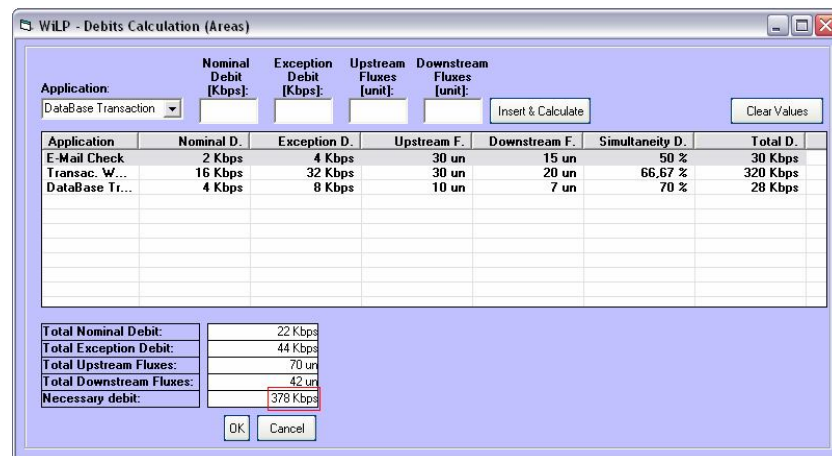 WiLP - Debits Calculation (Areas)
Application:
Nominal Debit [Kbps]:
Exception Debit [Kbps]:
Upstream Fluxes [unit]:
Downstream Fluxes [unit]:
DataBase Transaction
Insert & Calculate
Clear Values
Application Nominal D. Exception D. Upstream F. Downstream F. Simultaneity D. Total D.
E-Mail Check 2 Kbps 4 Kbps 30 un 15 un 50 % 30 Kbps
Transac. W... 16 Kbps 32 Kbps 30 un 20 un 66,67 % 320 Kbps
DataBase Tr... 4 Kbps 8 Kbps 10 un 7 un 70 % 28 Kbps
Total Nominal Debit: 22 Kbps
Total Exception Debit: 44 Kbps
Total Upstream Fluxes: 70 un
Total Downstream Fluxes: 42 un
Necessary debit: 378 Kbps
OK Cancel